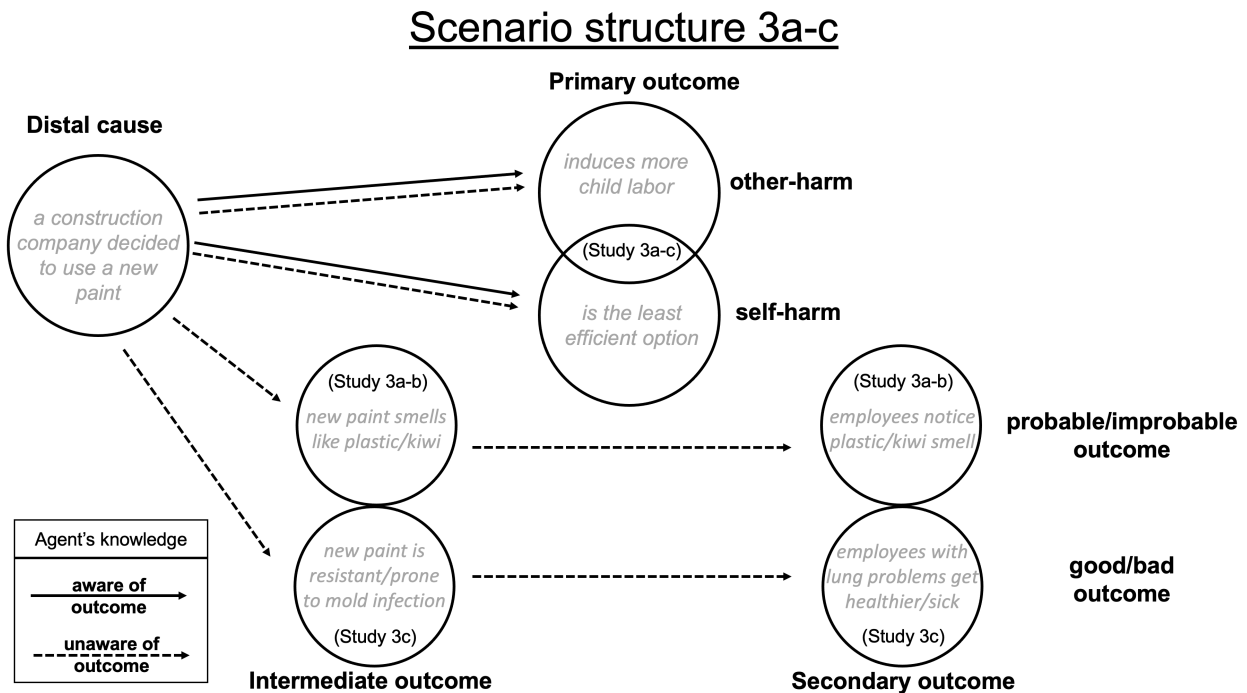 Scenario structure 3a-c
Primary outcome
Distal cause
induces more
child labor
other-harm
a construction
company decided
to use a new
paint
(Study 3a-c)
is the least
efficient option
self-harm
(Study 3a-b)
new paint smells
like plastic/kiwi
(Study 3a-b)
employees notice
plastic/kiwi smell
probable/improbable
outcome
Agent's knowledge
aware of
outcome
unaware of
outcome
new paint is
resistant/prone
to mold infection
(Study 3c)
employees with
lung problems get
healthier/sick
(Study 3c)
good/bad
outcome
Intermediate outcome
Secondary outcome